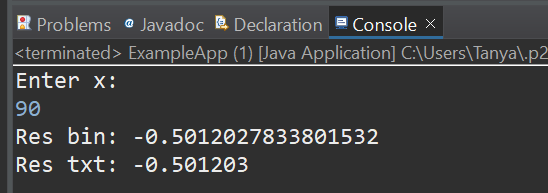 Problems @ Javadoc Declaration Console ×
<terminated> ExampleApp (1) [Java Application] C:\Users\Tanya\.p2
Enter x:
90
Res bin: -0.5012027833801532
Res txt: -0.501203